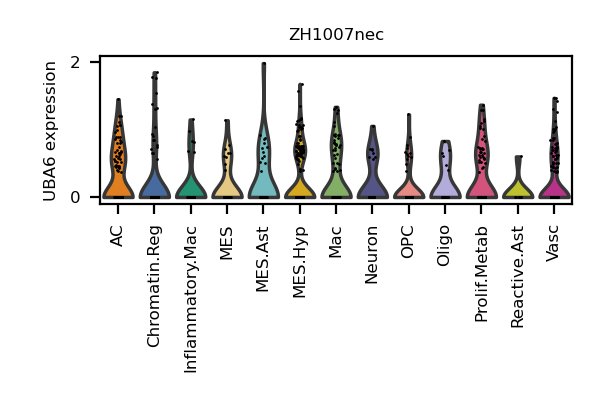 ZH1007nec
UBA6 expression
2
0
AC
Chromatin.Reg
Inflammatory.Mac
MES
MES.Ast
MES.Hyp
Mac
Neuron
OPC
Oligo
Prolif.Metab
Reactive.Ast
Vasc